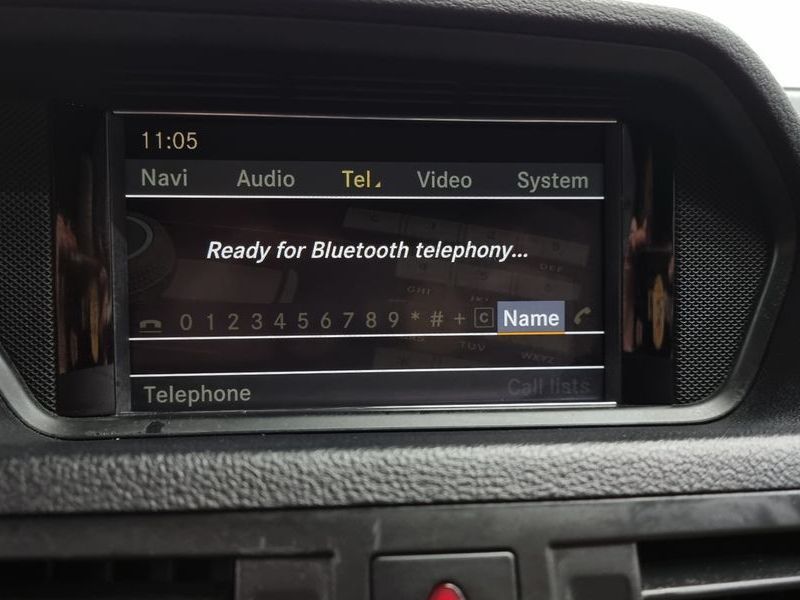 11:05
Navi Audio Tel Video System
Ready for Bluetooth telephony...
0 1 2 3 4 5 6 7 8 9 * # + C Name
Telephone Call lists